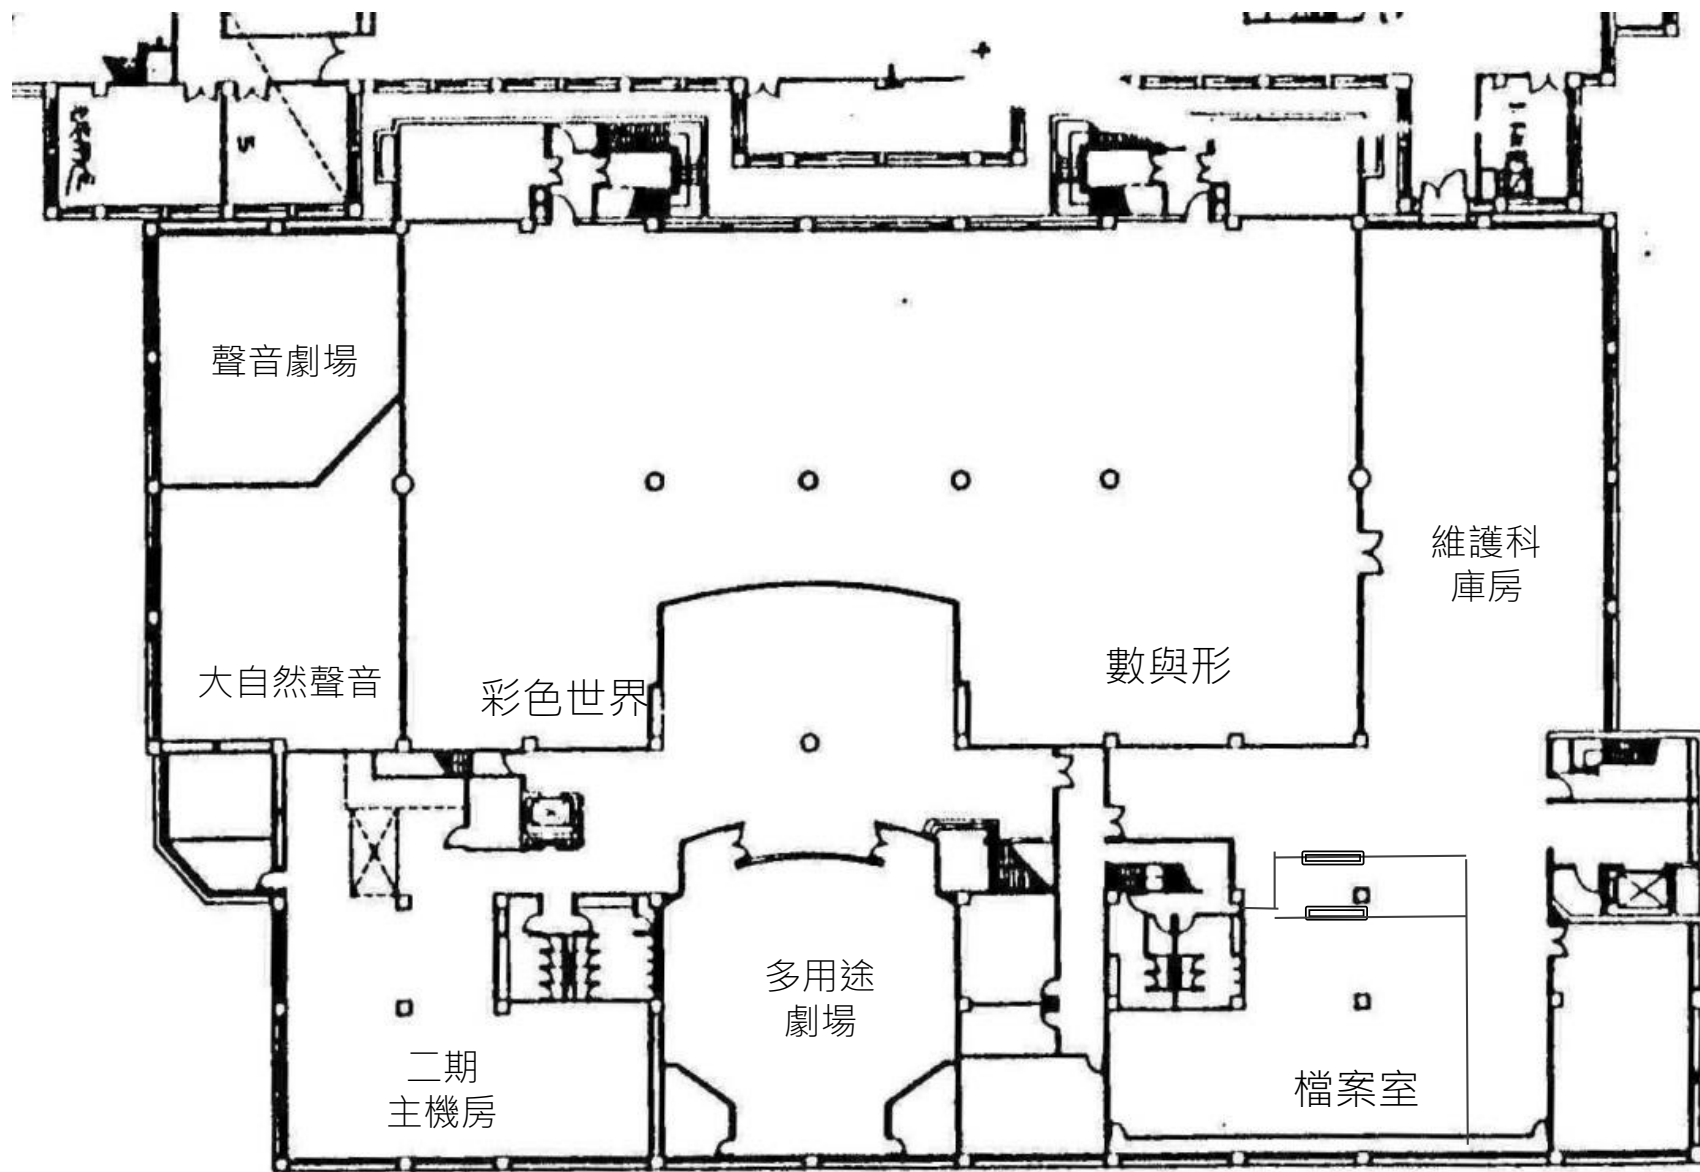 聲音劇場
維護科
庫房
數與形
大自然聲音
彩色世界
多用途
劇場
二期
主機房
檔案室